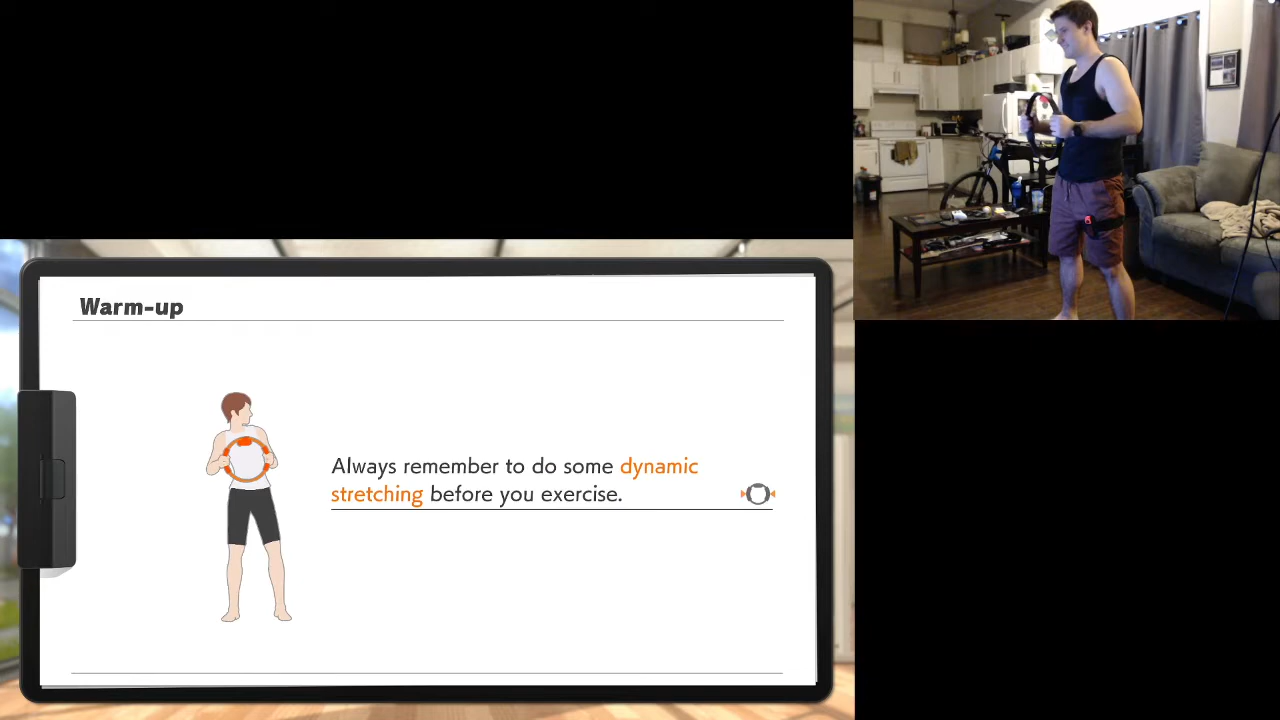 Warm-up
Always remember to do some dynamic
stretching before you exercise.